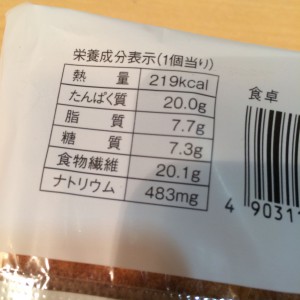 栄養成分表示(1個当り)
熱 量 219kcal
たんぱく質 20.0g
脂 質 7.7g
糖 質 7.3g
食物繊維 20.1g
ナトリウム 483mg
食卓
4 9031